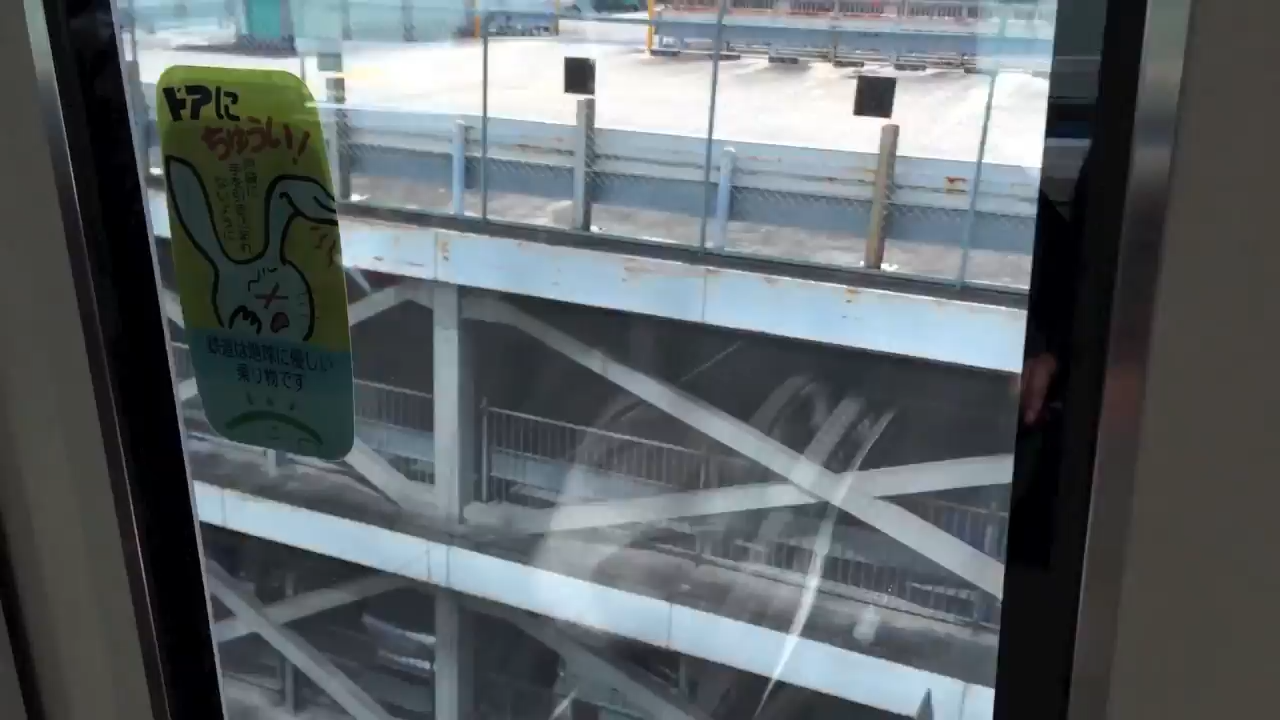 ドアに
ちゅうい!
鉄道は地球に優しい
乗り物です